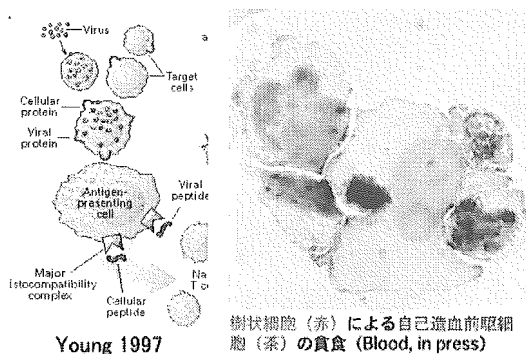 Virus
Target
cells
Cellular
protein
Viral
protein
Antigen-
presenting
cell
Viral
peptide
Major
istocompatibility
complex
Cellular
peptide
Na
T c
Young 1997
樹状細胞（赤）による自己造血前駆細
胞（茶）の貪食 (Blood, in press)